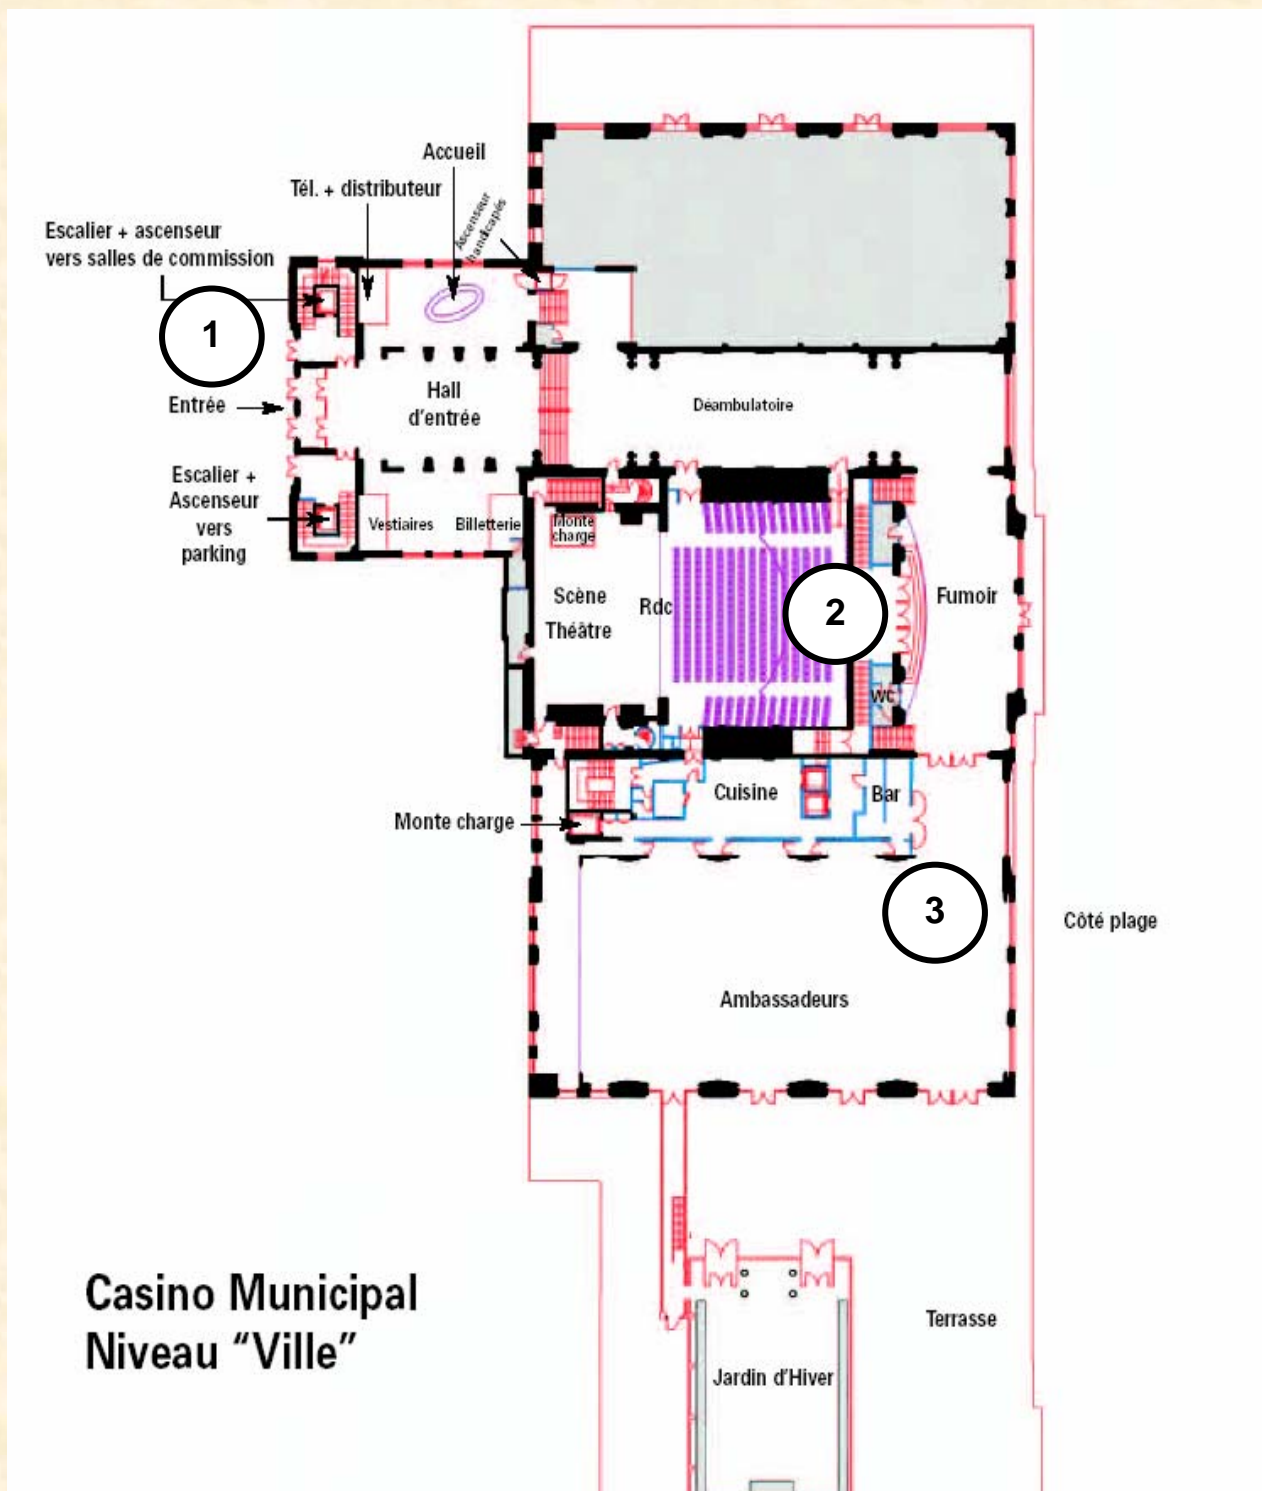 Accueil
Tél. + distributeur
Ascenseur
handicapés
Escalier + ascenseur
vers salles de commission
1
Entrée
Hall
d'entrée
Déambulatoire
Escalier +
Ascenseur
vers
parking
Vestiaires
Billetterie
Monte
charge
Scène
Théâtre
Rdc
2
Fumoir
WC
Cuisine
Bar
Monte charge
3
Côté plage
Ambassadeurs
Casino Municipal
Niveau "Ville"
Terrasse
Jardin d'Hiver